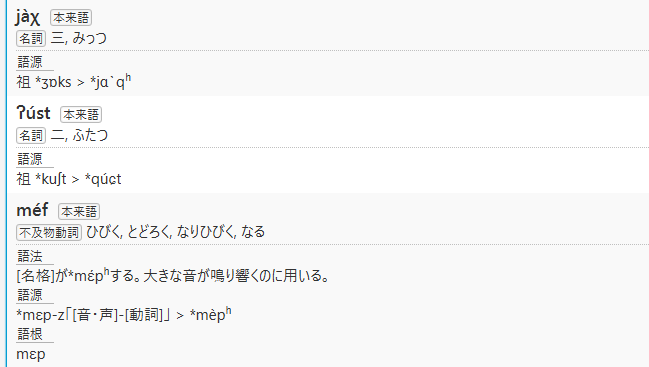 jàχ 本来語
名詞 三, みっつ
語源
祖 *ʒɒks > *jɑ`qʰ
ʔúst 本来語
名詞 二, ふたつ
語源
祖 *kuʃt > *qúɕt
méf 本来語
不及物動詞 ひびく, とどろく, なりひびく, なる
語法
[名格]が*mɛ́pʰする。大きな音が鳴り響くのに用いる。
語源
*mɛp-z「[音・声]-[動詞]」 > *mèpʰ
語根
mɛp